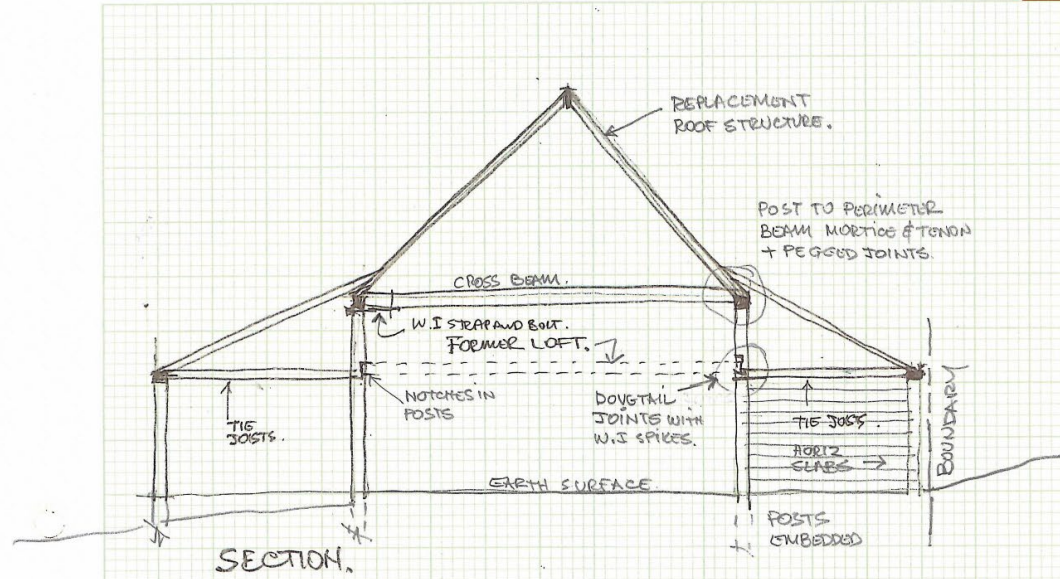 REPLACEMENT
ROOF STRUCTURE.
POST TO PERIMETER
BEAM MORTICE & TENON
+ PEGGED JOINTS.
CROSS BEAM.
W.I STRAP AND BOLT.
FORMER LOFT.
NOTCHES IN
POSTS
DOVETAIL
JOINTS WITH
W.I SPIKES.
TIE
JOISTS.
TIE JOISTS.
HORIZ
SLABS
BOUNDARY
EARTH SURFACE
POSTS
EMBEDDED
SECTION.